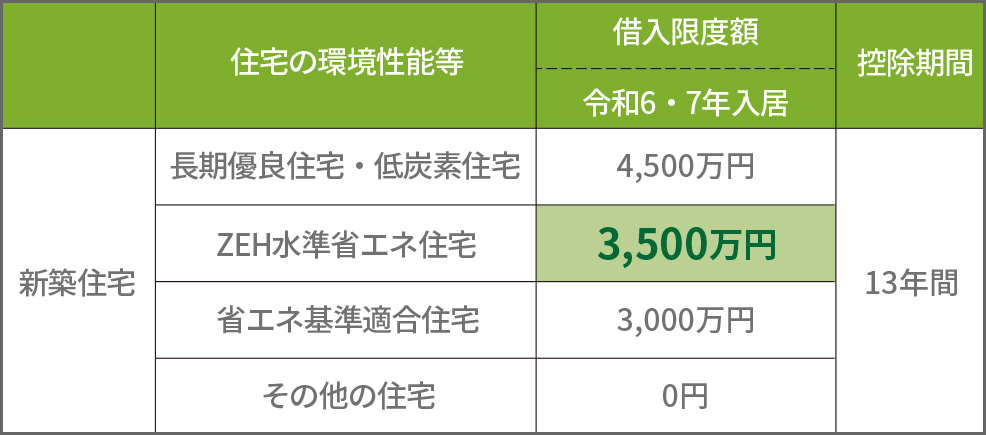 住宅の環境性能等
借入限度額
令和6・7年入居
控除期間
新築住宅
長期優良住宅・低炭素住宅
4,500万円
ZEH水準省エネ住宅
3,500万円
省エネ基準適合住宅
3,000万円
その他の住宅
0円
13年間